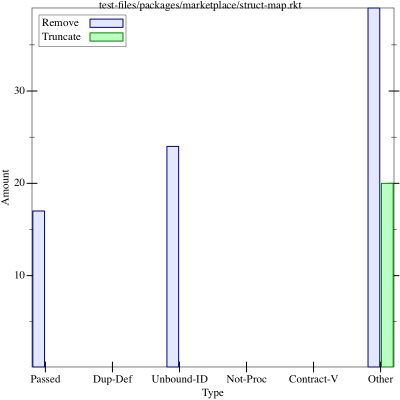 test-files/packages/marketplace/struct-map.rkt
Remove
Truncate
30
20
10
Amount
Passed Dup-Def Unbound-ID Not-Proc Contract-V Other
Type